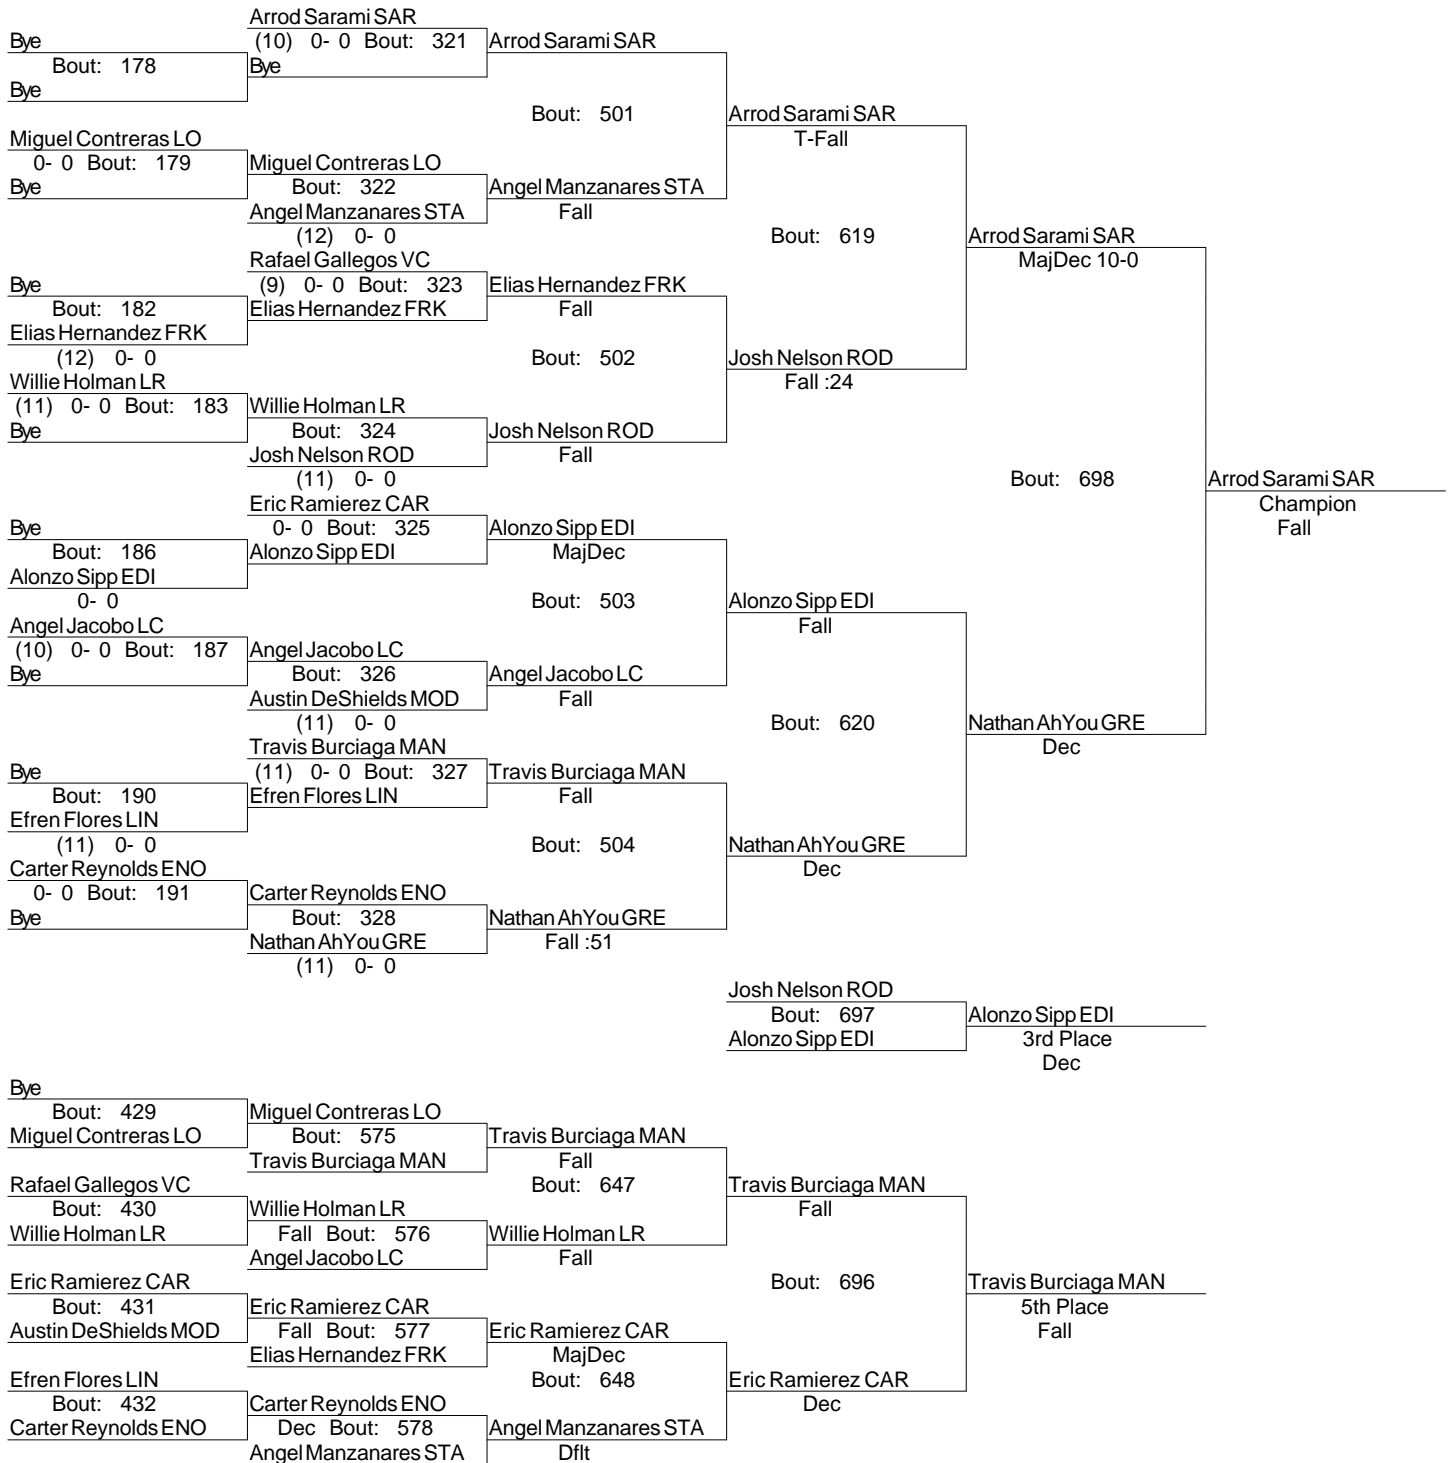 Arrod Sarami SAR
Bye (10) 0- 0 Bout: 321 Arrod Sarami SAR
Bout: 178 Bye
Bye
Bout: 501 Arrod Sarami SAR
Miguel Contreras LO T-Fall
0- 0 Bout: 179 Miguel Contreras LO
Bye Bout: 322 Angel Manzanares STA
Angel Manzanares STA Fall
(12) 0- 0 Bout: 619 Arrod Sarami SAR
Rafael Gallegos VC MajDec 10-0
Bye (9) 0- 0 Bout: 323 Elias Hernandez FRK
Bout: 182 Elias Hernandez FRK Fall
Elias Hernandez FRK
(12) 0- 0 Bout: 502 Josh Nelson ROD
Willie Holman LR Fall :24
(11) 0- 0 Bout: 183 Willie Holman LR
Bye Bout: 324 Josh Nelson ROD
Josh Nelson ROD Fall
(11) 0- 0 Bout: 698 Arrod Sarami SAR
Eric Ramierez CAR Champion
Bye 0- 0 Bout: 325 Alonzo Sipp EDI Fall
Bout: 186 Alonzo Sipp EDI MajDec
Alonzo Sipp EDI
0- 0 Bout: 503 Alonzo Sipp EDI
Angel Jacobo LC Fall
(10) 0- 0 Bout: 187 Angel Jacobo LC
Bye Bout: 326 Angel Jacobo LC
Austin DeShields MOD Fall
(11) 0- 0 Bout: 620 Nathan AhYou GRE
Travis Burciaga MAN Dec
Bye (11) 0- 0 Bout: 327 Travis Burciaga MAN
Bout: 190 Efren Flores LIN Fall
Efren Flores LIN
(11) 0- 0 Bout: 504 Nathan AhYou GRE
Carter Reynolds ENO Dec
0- 0 Bout: 191 Carter Reynolds ENO
Bye Bout: 328 Nathan AhYou GRE
Nathan AhYou GRE Fall :51
(11) 0- 0
Josh Nelson ROD
Bout: 697 Alonzo Sipp EDI
Alonzo Sipp EDI 3rd Place
Dec
Bye
Bout: 429 Miguel Contreras LO
Miguel Contreras LO Bout: 575 Travis Burciaga MAN
Travis Burciaga MAN Fall
Rafael Gallegos VC Bout: 647 Travis Burciaga MAN
Bout: 430 Willie Holman LR Fall
Willie Holman LR Fall Bout: 576 Willie Holman LR
Angel Jacobo LC Fall
Eric Ramierez CAR Bout: 696 Travis Burciaga MAN
Bout: 431 Eric Ramierez CAR 5th Place
Austin DeShields MOD Fall Bout: 577 Eric Ramierez CAR Fall
Elias Hernandez FRK MajDec
Efren Flores LIN Bout: 648 Eric Ramierez CAR
Bout: 432 Carter Reynolds ENO Dec
Carter Reynolds ENO Dec Bout: 578 Angel Manzanares STA
Angel Manzanares STA Dflt